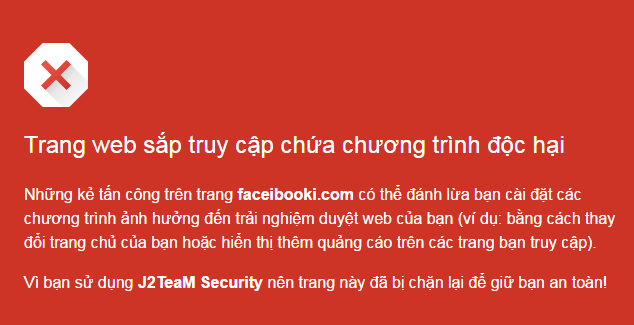 Trang web sắp truy cập chứa chương trình độc hại
Những kẻ tấn công trên trang faceibooki.com có thể đánh lừa bạn cài đặt các
chương trình ảnh hưởng đến trải nghiệm duyệt web của bạn (ví dụ: bằng cách thay
đổi trang chủ của bạn hoặc hiển thị thêm quảng cáo trên các trang bạn truy cập).
Vì bạn sử dụng J2TeaM Security nên trang này đã bị chặn lại để giữ bạn an toàn!